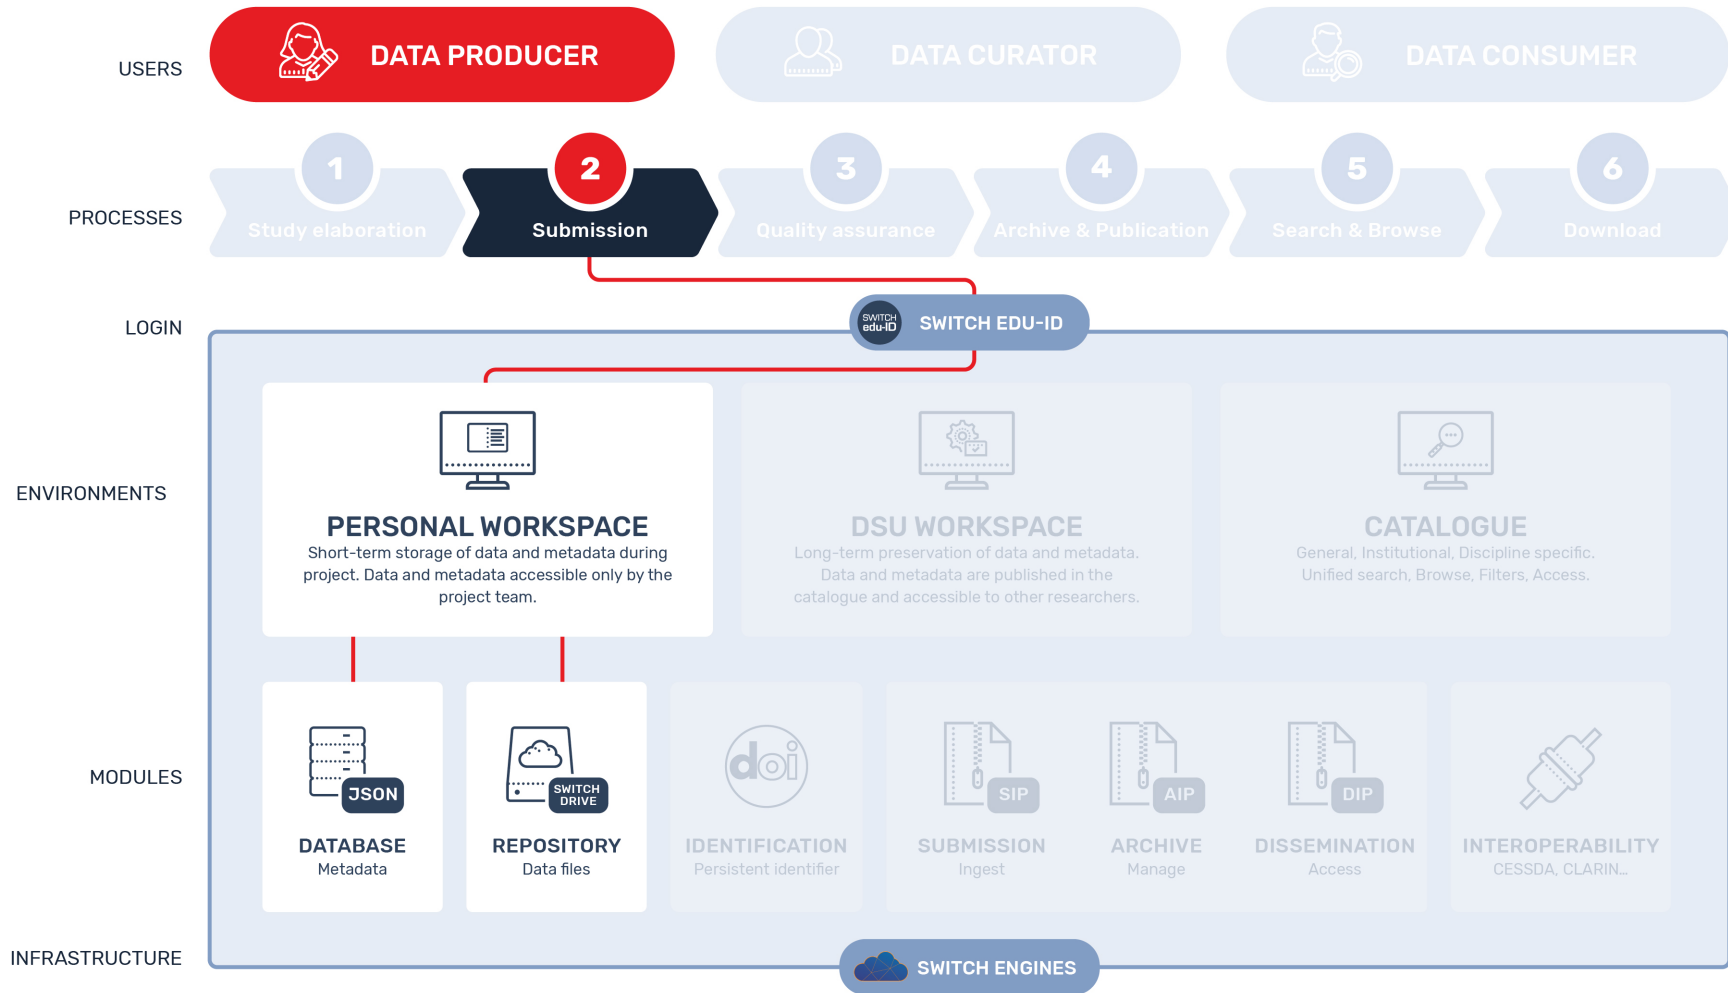 USERS
DATA PRODUCER
DATA CURATOR
DATA CONSUMER
PROCESSES
1
Study elaboration
2
Submission
3
Quality assurance
4
Archive & Publication
5
Search & Browse
6
Download
LOGIN
SWITCH
edu-ID
SWITCH EDU-ID
ENVIRONMENTS
PERSONAL WORKSPACE
Short-term storage of data and metadata during
project. Data and metadata accessible only by the
project team.
DSU WORKSPACE
Long-term preservation of data and metadata.
Data and metadata are published in the
catalogue and accessible to other researchers.
CATALOGUE
General, Institutional, Discipline specific.
Unified search, Browse, Filters, Access.
MODULES
JSON
DATABASE
Metadata
SWITCH
DRIVE
REPOSITORY
Data files
doi
IDENTIFICATION
Persistent identifier
SIP
SUBMISSION
Ingest
AIP
ARCHIVE
Manage
DIP
DISSEMINATION
Access
INTEROPERABILITY
CESSDA, CLARIN...
INFRASTRUCTURE
SWITCH ENGINES